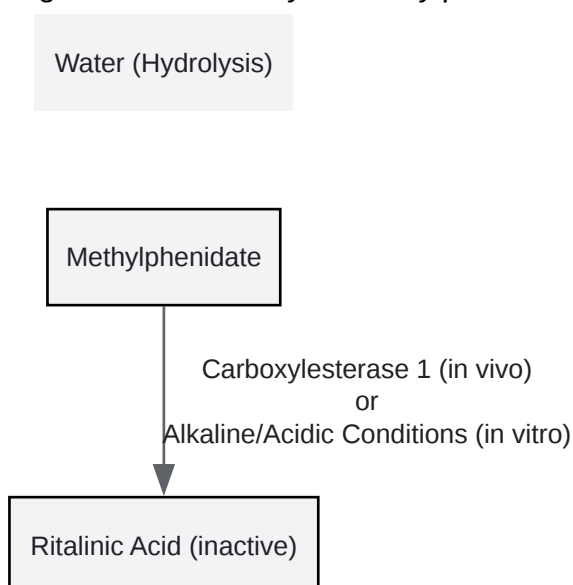 Water (Hydrolysis)
Methylphenidate
Carboxylesterase 1 (in vivo)
or
Alkaline/Acidic Conditions (in vitro)
Ritalinic Acid (inactive)